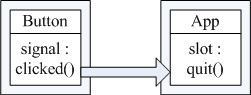 Button
signal :
clicked()
App
slot :
quit()